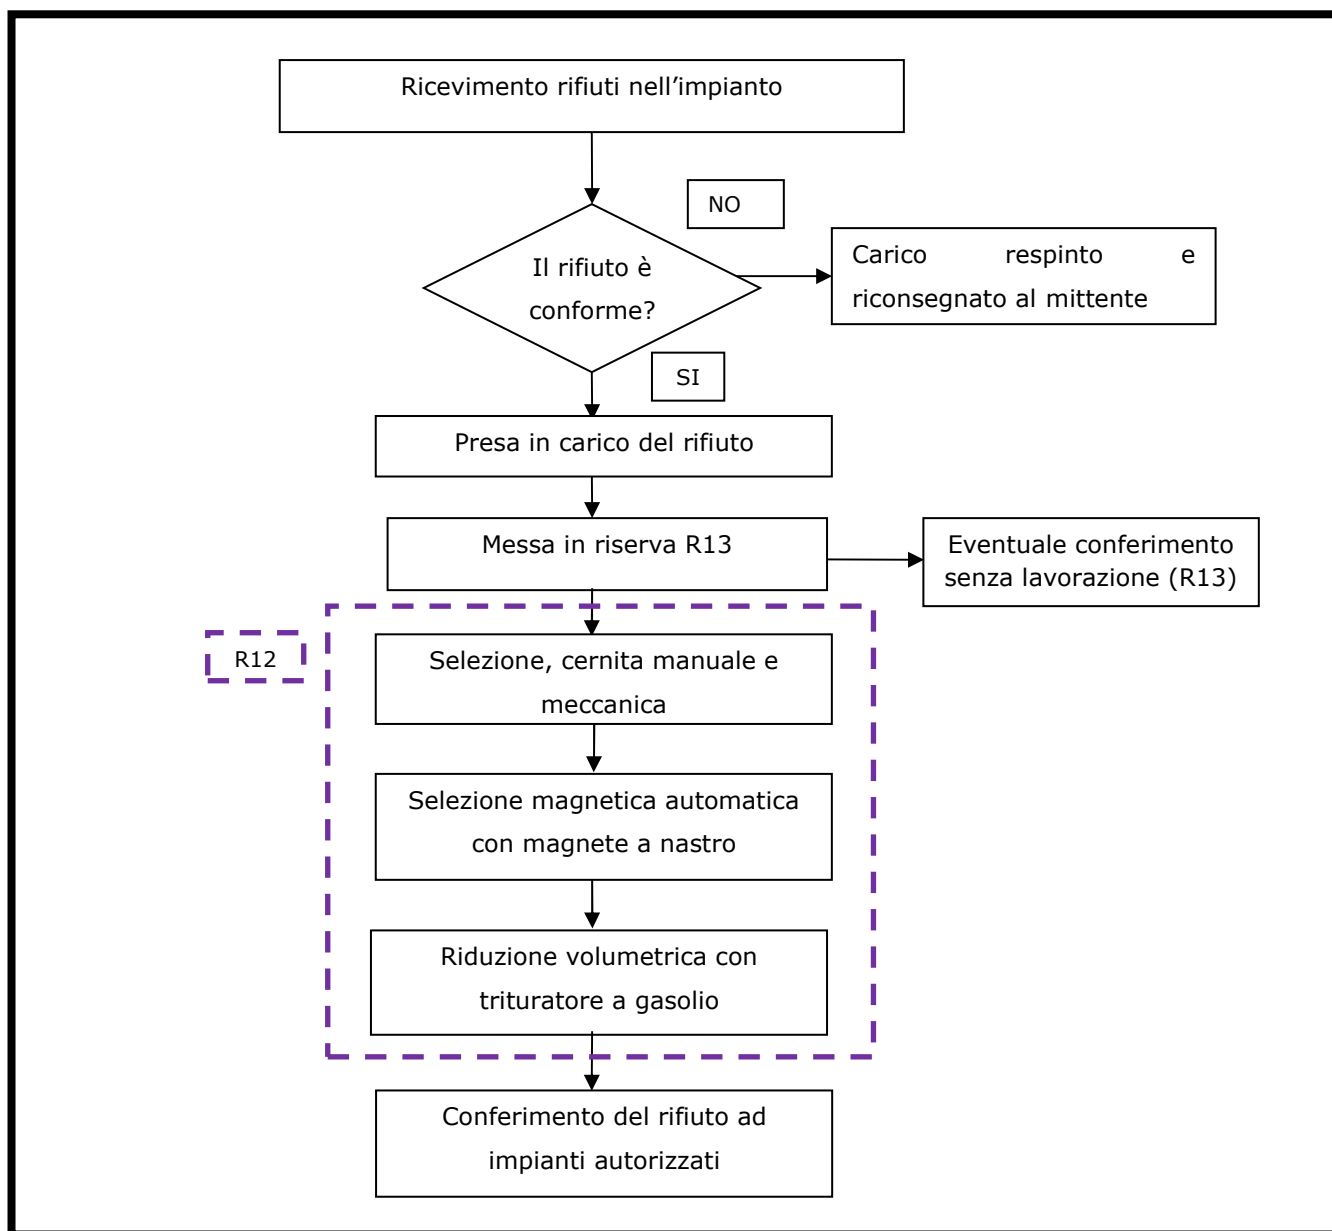 Ricevimento rifiuti nell’impianto
NO
Il rifiuto è
conforme?
Carico respinto e
riconsegnato al mittente
SI
Presa in carico del rifiuto
Messa in riserva R13
Eventuale conferimento
senza lavorazione (R13)
R12
Selezione, cernita manuale e
meccanica
Selezione magnetica automatica
con magnete a nastro
Riduzione volumetrica con
trituratore a gasolio
Conferimento del rifiuto ad
impianti autorizzati